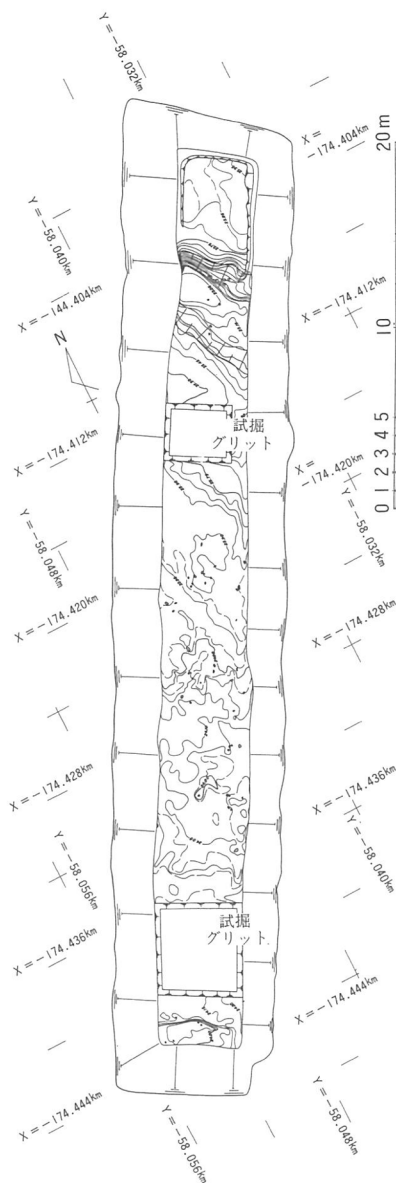 Y=-58.032km
X=
-174.404km
20m
Y=-58.040km
X=-144.404km
X=-174.412km
10
N
試掘
グリット
X=-174.412km
X=
-174.420km
0 1 2 3 4 5
Y=-58.032km
Y=-58.048km
X=-174.420km
X=-174.428km
X=-174.428km
X=-174.436km
Y=-58.056km
Y=-58.040km
試掘
グリット
X=-174.436km
X=-174.444km
X=-174.444km
Y=-58.056km
Y=-58.048km